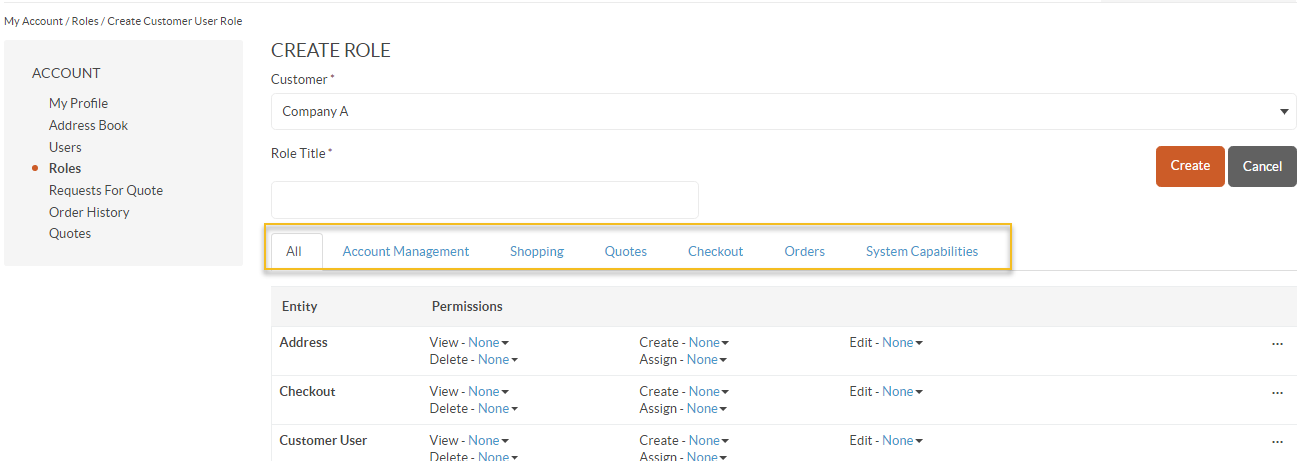 My Account / Roles / Create Customer User Role
ACCOUNT
My Profile
Address Book
Users
Roles
Requests For Quote
Order History
Quotes
CREATE ROLE
Customer *
Company A
Role Title *
Create Cancel
All Account Management Shopping Quotes Checkout Orders System Capabilities
Entity Permissions
Address View - None Create - None Edit - None ...
Delete - None Assign - None
Checkout View - None Create - None Edit - None ...
Delete - None Assign - None
Customer User View - None Create - None Edit - None ...
Delete - None Assign - None